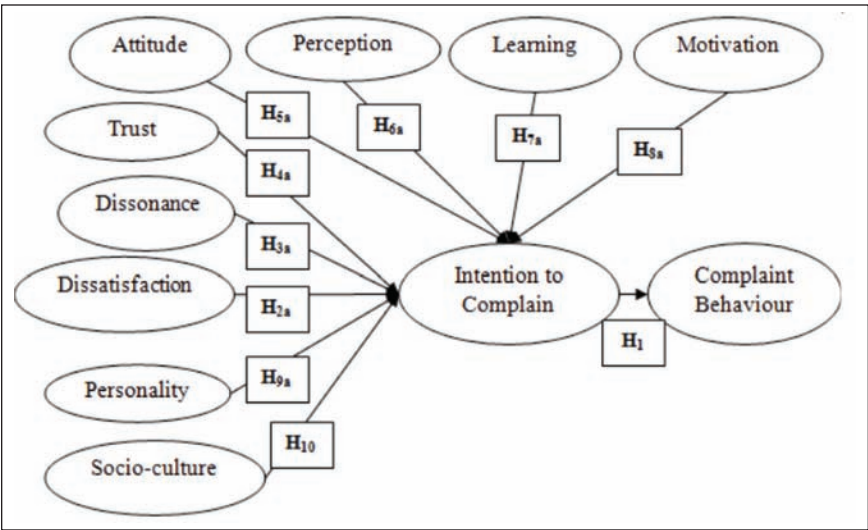 Attitude
Perception
Learning
Motivation
H5a
H6a
H7a
H8a
Trust
H4a
Dissonance
H3a
Dissatisfaction
H2a
Intention to
Complain
Complaint
Behaviour
H1
Personality
H9a
Socio-culture
H10